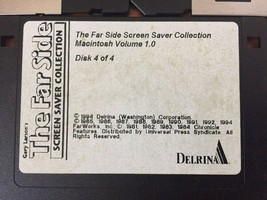 Gary Larson's
The Far Side
SCREEN SAVER COLLECTION
The Far Side Screen Saver Collection
Macintosh Volume 1.0
Disk 4 of 4
©1994 Delrina (Washington) Corporation.
©1985, 1986, 1987, 1988, 1989, 1990, 1991, 1992, 1994
FarWorks, Inc. © 1981, 1982, 1983, 1984 Chronicle
Features. Distributed by Universal Press Syndicate. All
Rights Reserved.
DELRINA